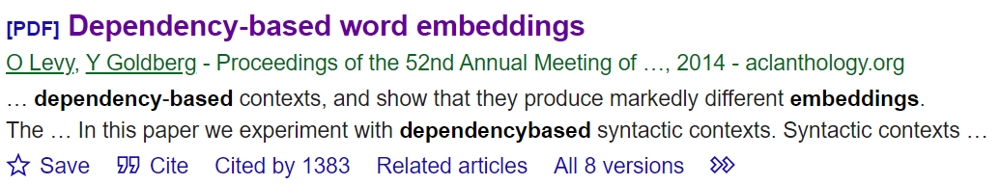 [PDF] Dependency-based word embeddings
O Levy, Y Goldberg - Proceedings of the 52nd Annual Meeting of …, 2014 - aclanthology.org
… dependency-based contexts, and show that they produce markedly different embeddings.
The … In this paper we experiment with dependencybased syntactic contexts. Syntactic contexts …
Save Cite Cited by 1383 Related articles All 8 versions